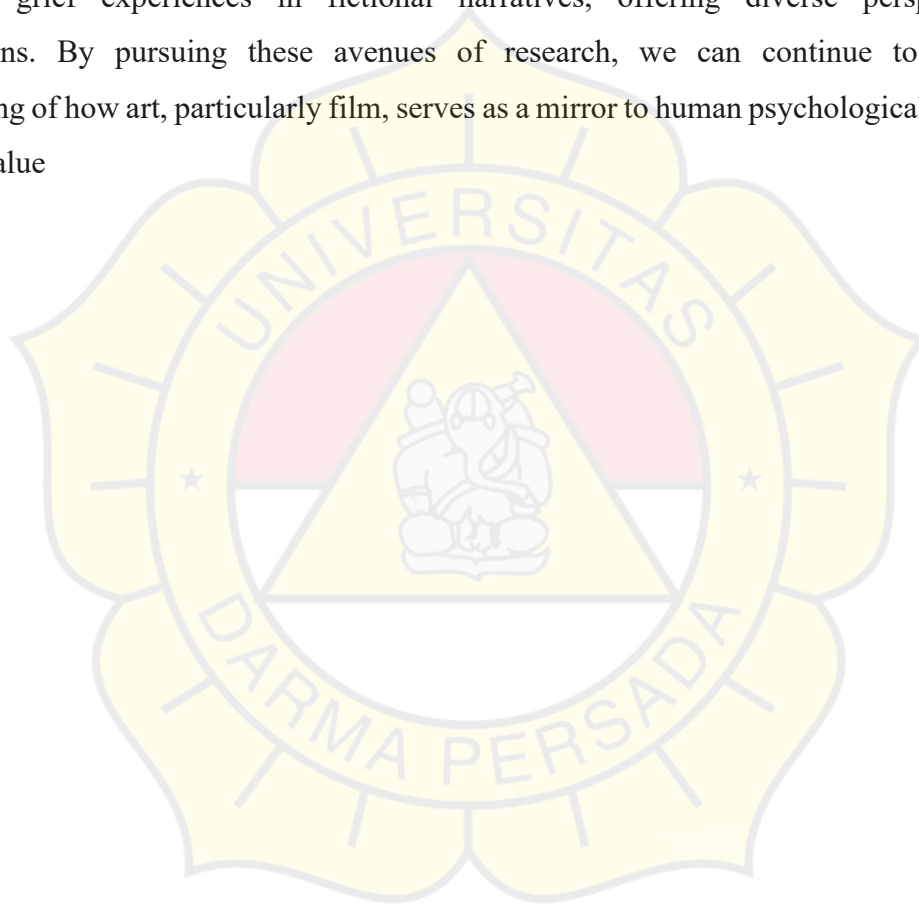 grief experiences in fictional narratives, offering diverse
ns. By pursuing these avenues of research, we can continue to
ng of how art, particularly film, serves as a mirror to human psychological
alue
UNIVERSITAS
DARMA PERSADA